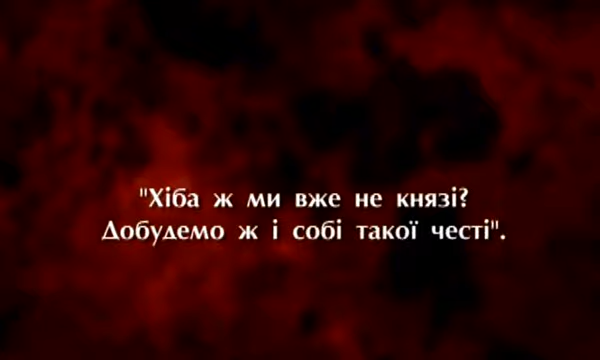 "Хіба ж ми вже не князі?
Добудемо ж і собі такої честі".